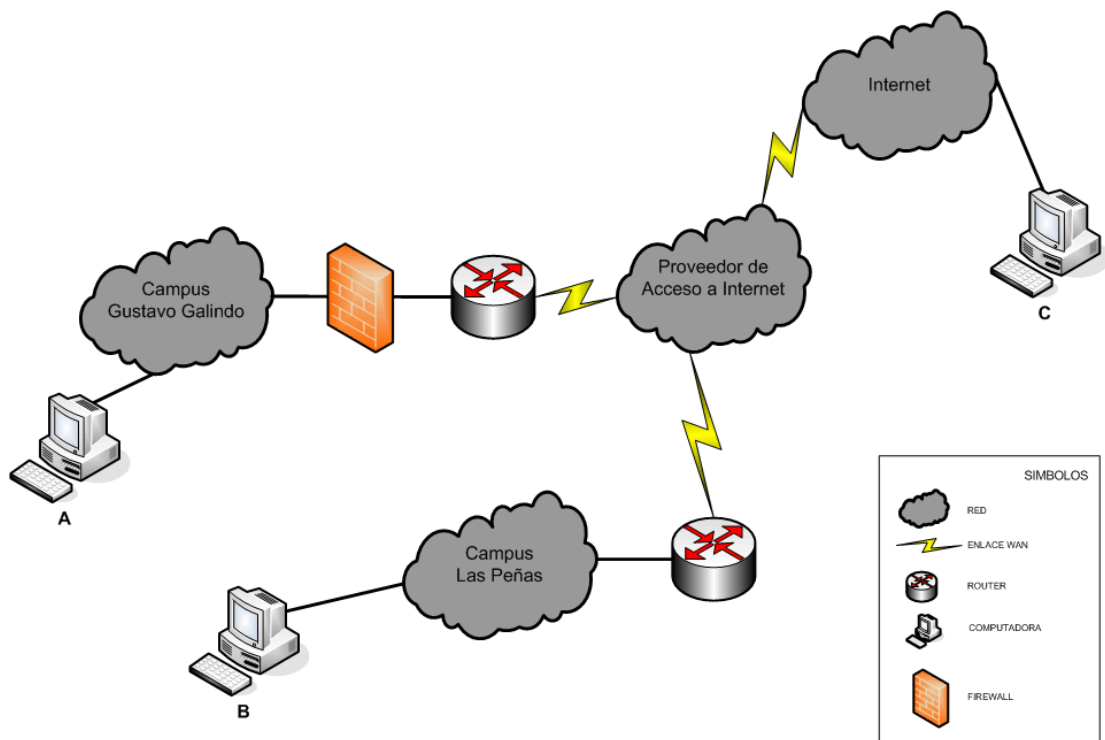 Internet
C
Proveedor de
Acceso a Internet
Campus
Gustavo Galindo
A
Campus
Las Peñas
B
SIMBOLOS
RED
ENLACE WAN
ROUTER
COMPUTADORA
FIREWALL